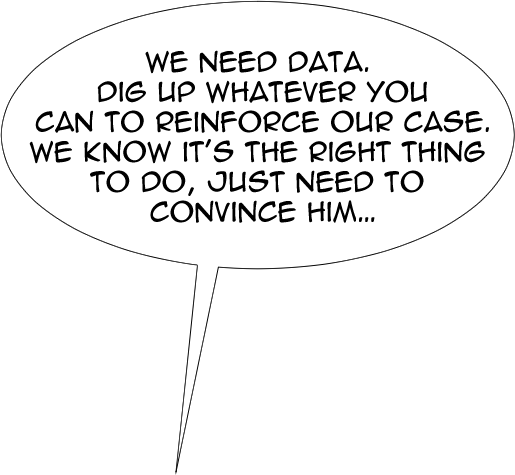 WE NEED DATA.
DIG UP WHATEVER YOU
CAN TO REINFORCE OUR CASE.
WE KNOW IT'S THE RIGHT THING
TO DO, JUST NEED TO
CONVINCE HIM...